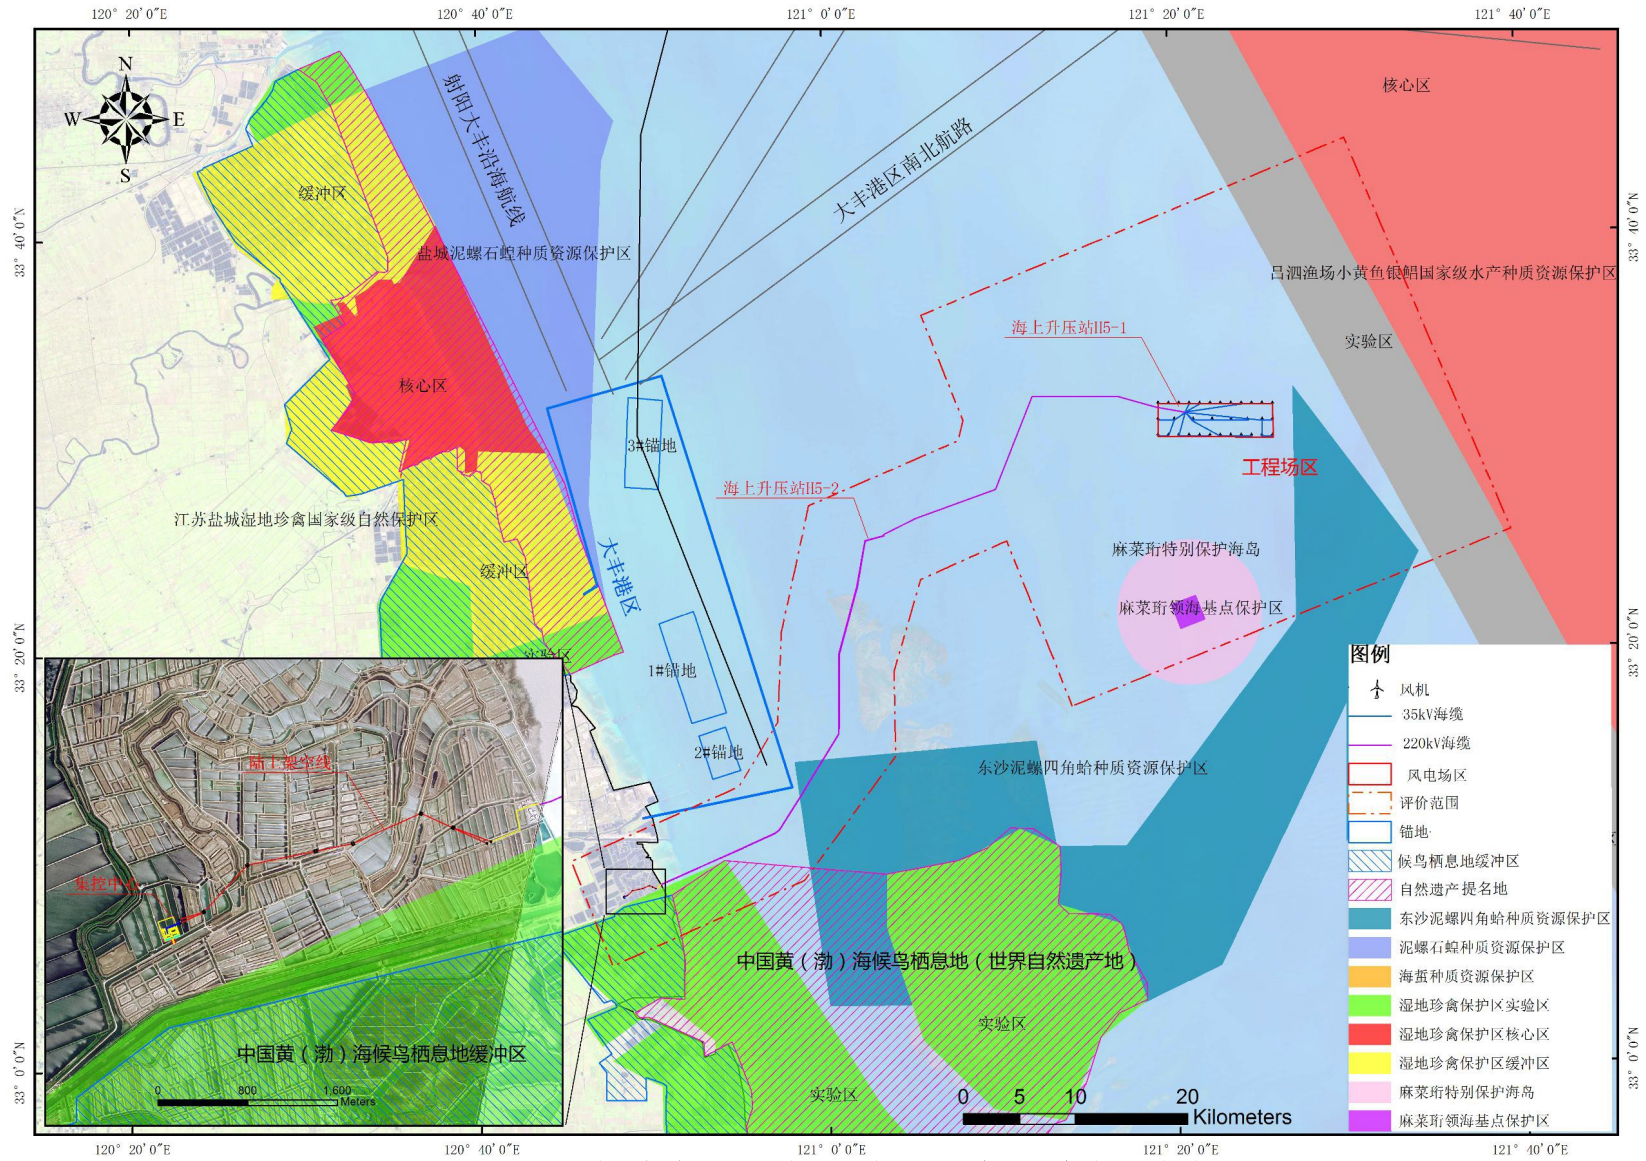 120° 20′0″E
120° 40′0″E
121° 0′0″E
121° 20′0″E
121° 40′0″E
N
W
E
S
33° 40′0″N
33° 40′0″N
33° 20′0″N
33° 20′0″N
33° 0′0″N
33° 0′0″N
射阳大丰沿海航线
大丰港区南北航路
核心区
缓冲区
盐城泥螺石蝗种质资源保护区
吕泗渔场小黄鱼银鲳国家级水产种质资源保护区
海上升压站H5-1
实验区
核心区
3#锚地
工程场区
海上升压站H5-2
江苏盐城湿地珍禽国家级自然保护区
大丰港区
麻菜珩特别保护海岛
缓冲区
麻菜珩领海基点保护区
实验区
1#锚地
2#锚地
东沙泥螺四角蛤种质资源保护区
陆上架空线
集控中心
中国黄（渤）海候鸟栖息地（世界自然遗产地）
实验区
中国黄（渤）海候鸟栖息地缓冲区
实验区
0 800 1,600
Meters
0 5 10 20
Kilometers
图例
风机
35kV海缆
220kV海缆
风电场区
评价范围
锚地
候鸟栖息地缓冲区
自然遗产提名地
东沙泥螺四角蛤种质资源保护区
泥螺石蝗种质资源保护区
海蜇种质资源保护区
湿地珍禽保护区实验区
湿地珍禽保护区核心区
湿地珍禽保护区缓冲区
麻菜珩特别保护海岛
麻菜珩领海基点保护区
120° 20′0″E
120° 40′0″E
121° 0′0″E
121° 20′0″E
121° 40′0″E